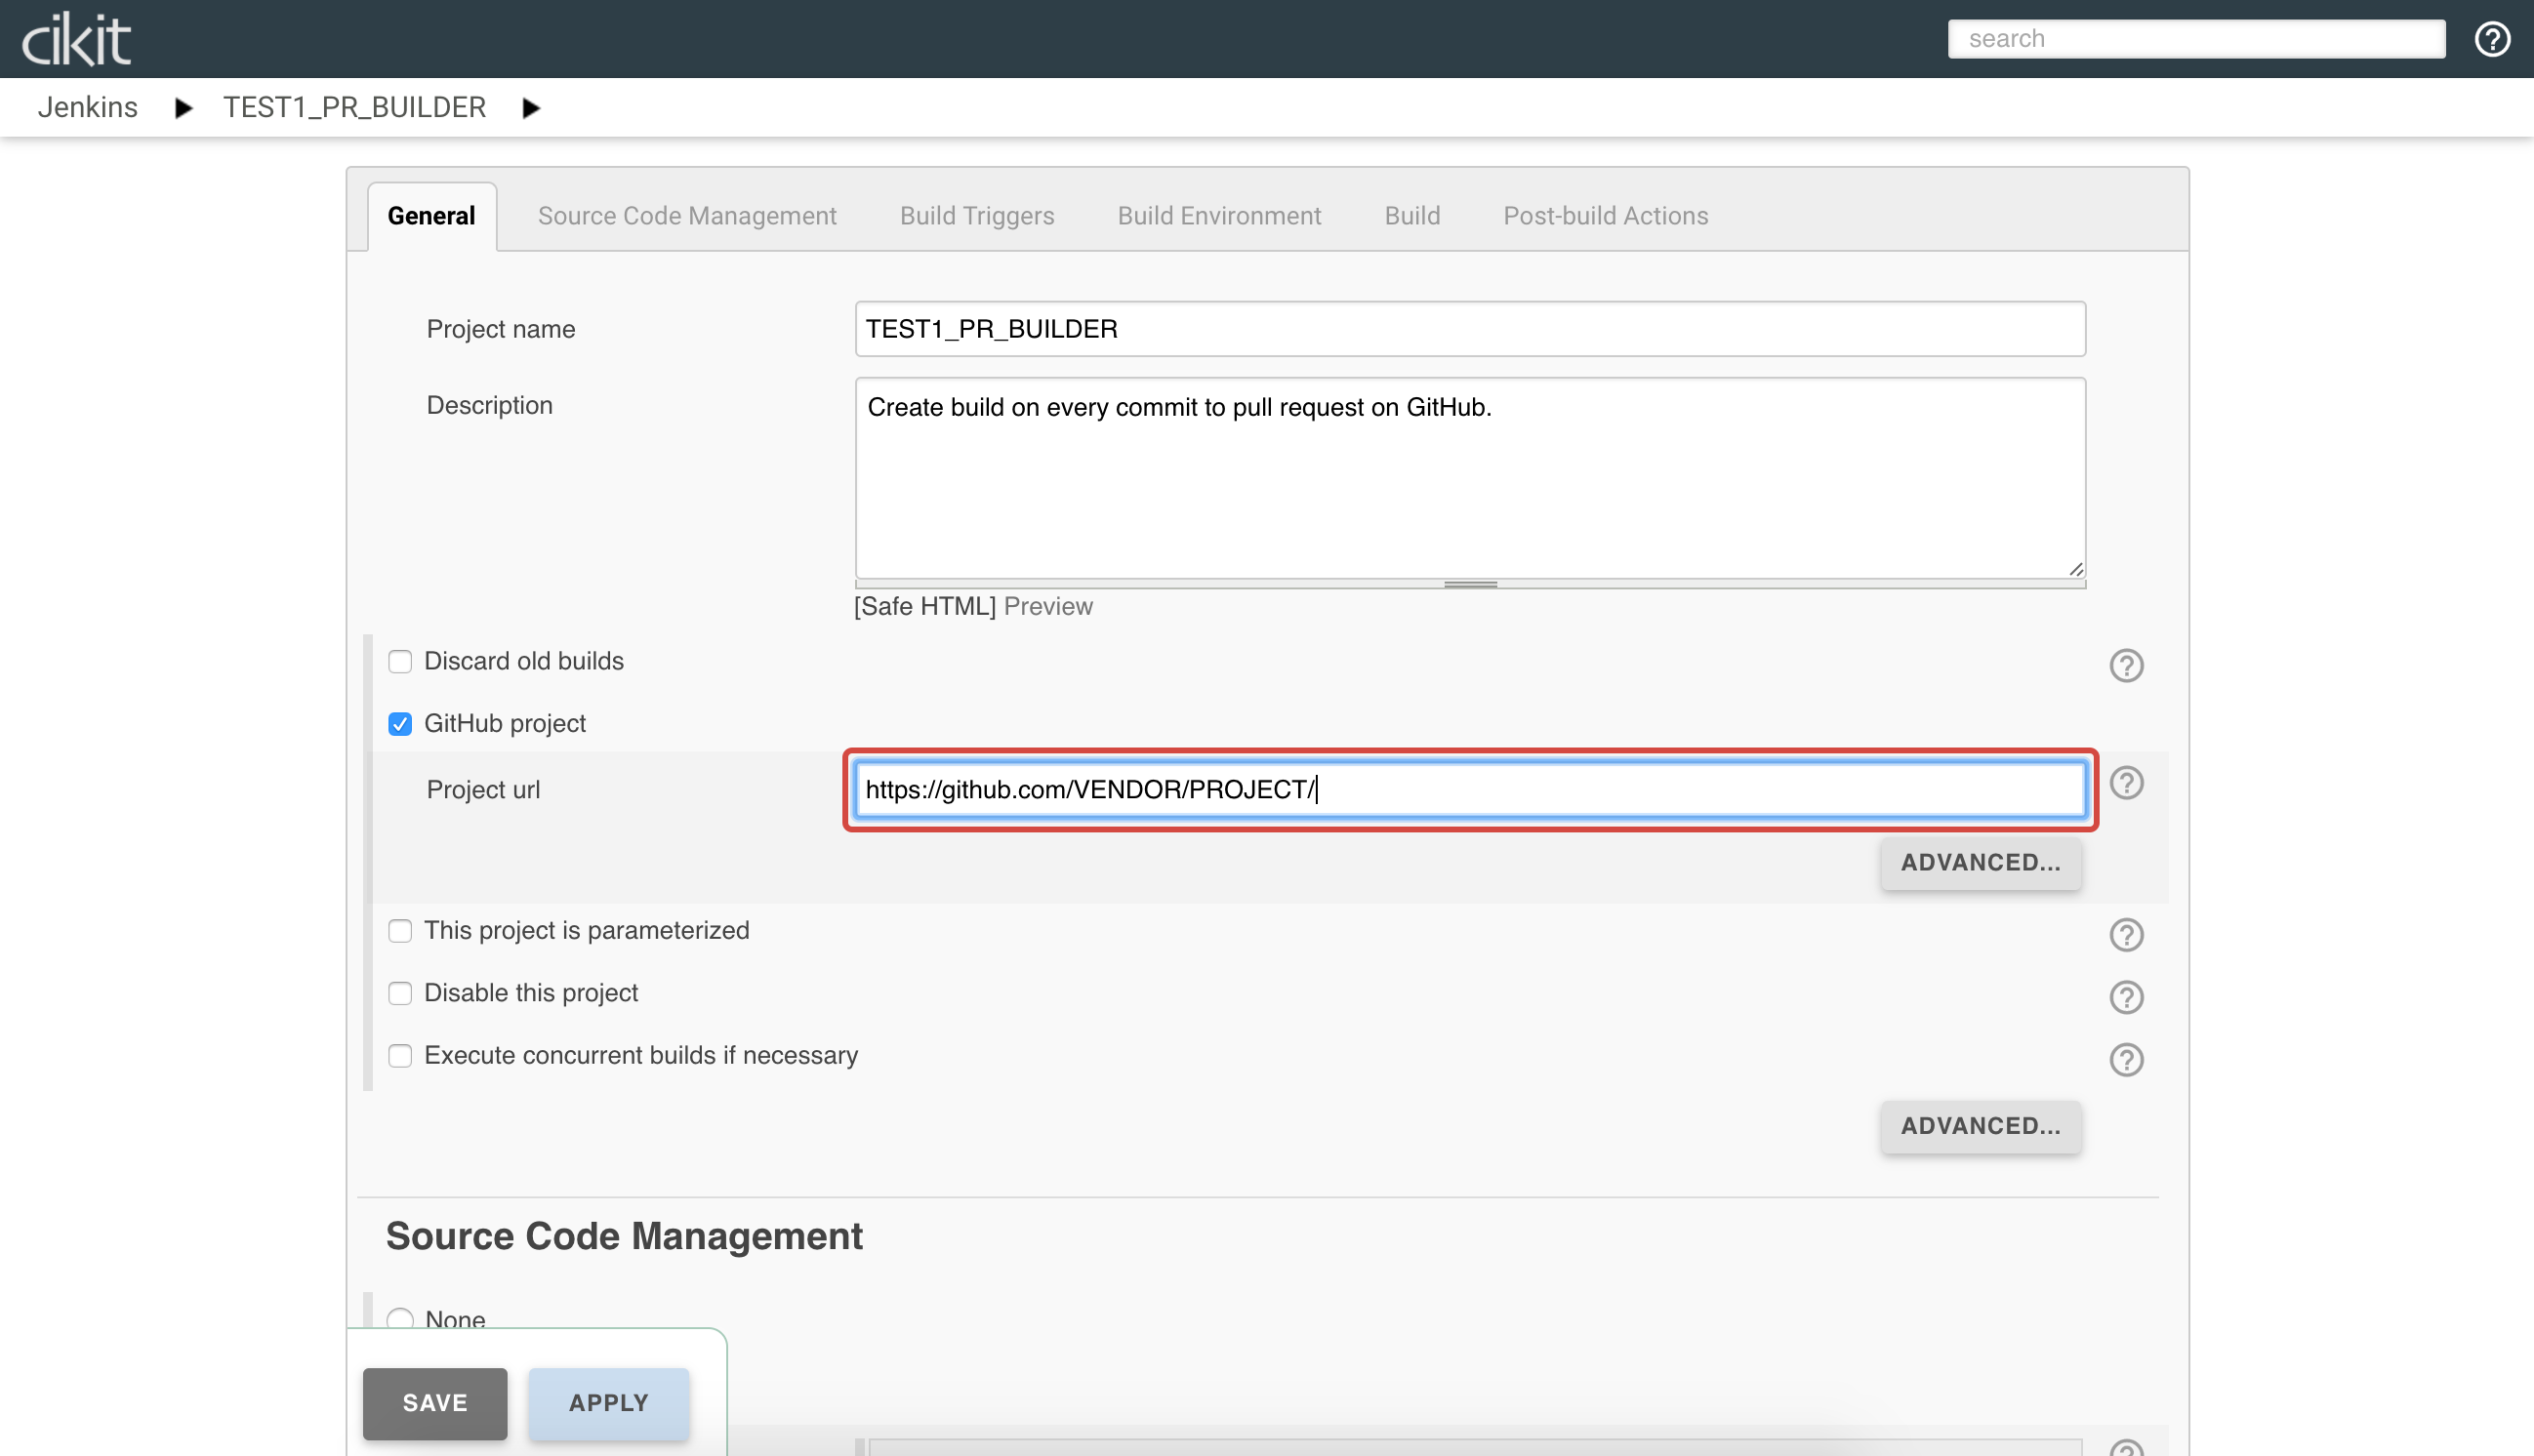 cikit
search
Jenkins
TEST1_PR_BUILDER
General
Source Code Management
Build Triggers
Build Environment
Build
Post-build Actions
Project name
TEST1_PR_BUILDER
Description
Create build on every commit to pull request on GitHub.
[Safe HTML] Preview
Discard old builds
GitHub project
Project url
https://github.com/VENDOR/PROJECT/
ADVANCED...
This project is parameterized
Disable this project
Execute concurrent builds if necessary
ADVANCED...
Source Code Management
None
SAVE
APPLY